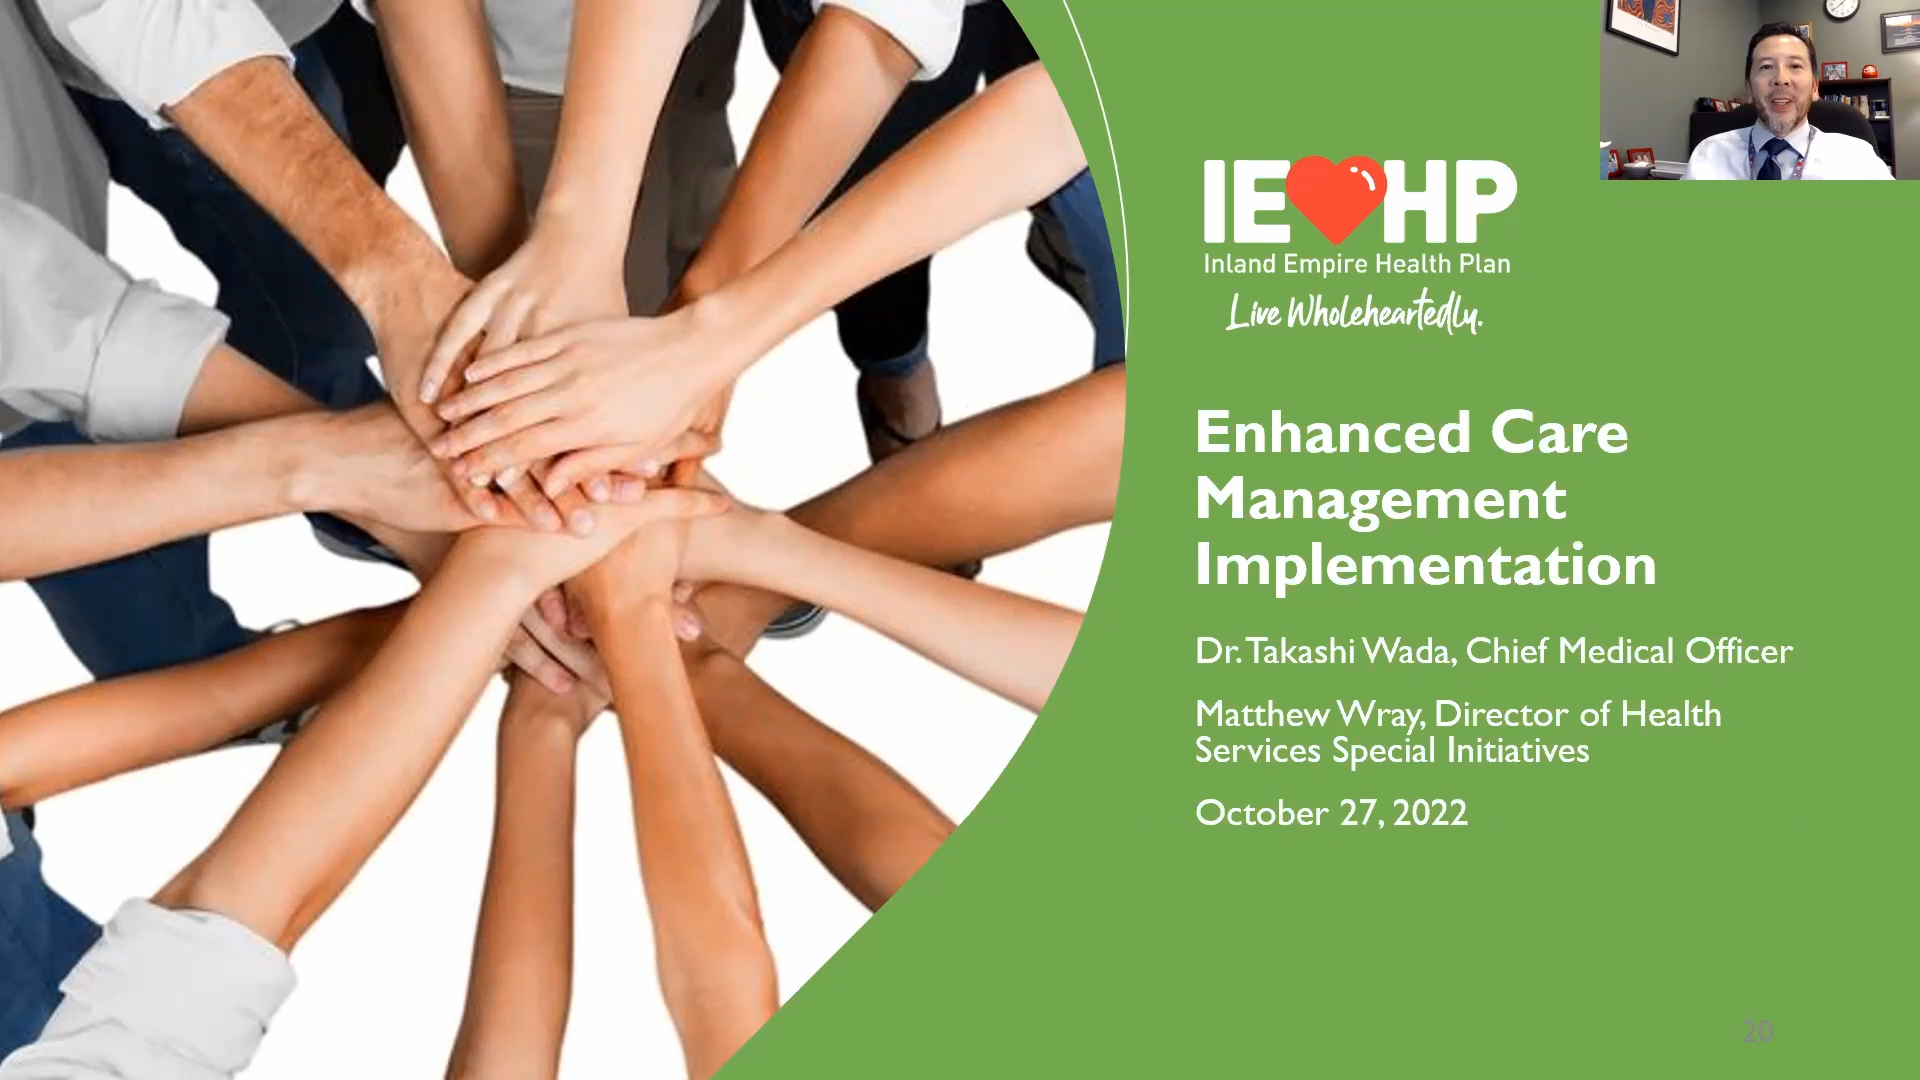 IEHP
Inland Empire Health Plan
Live Wholeheartedly.
Enhanced Care
Management
Implementation
Dr. Takashi Wada, Chief Medical Officer
Matthew Wray, Director of Health
Services Special Initiatives
October 27, 2022
20